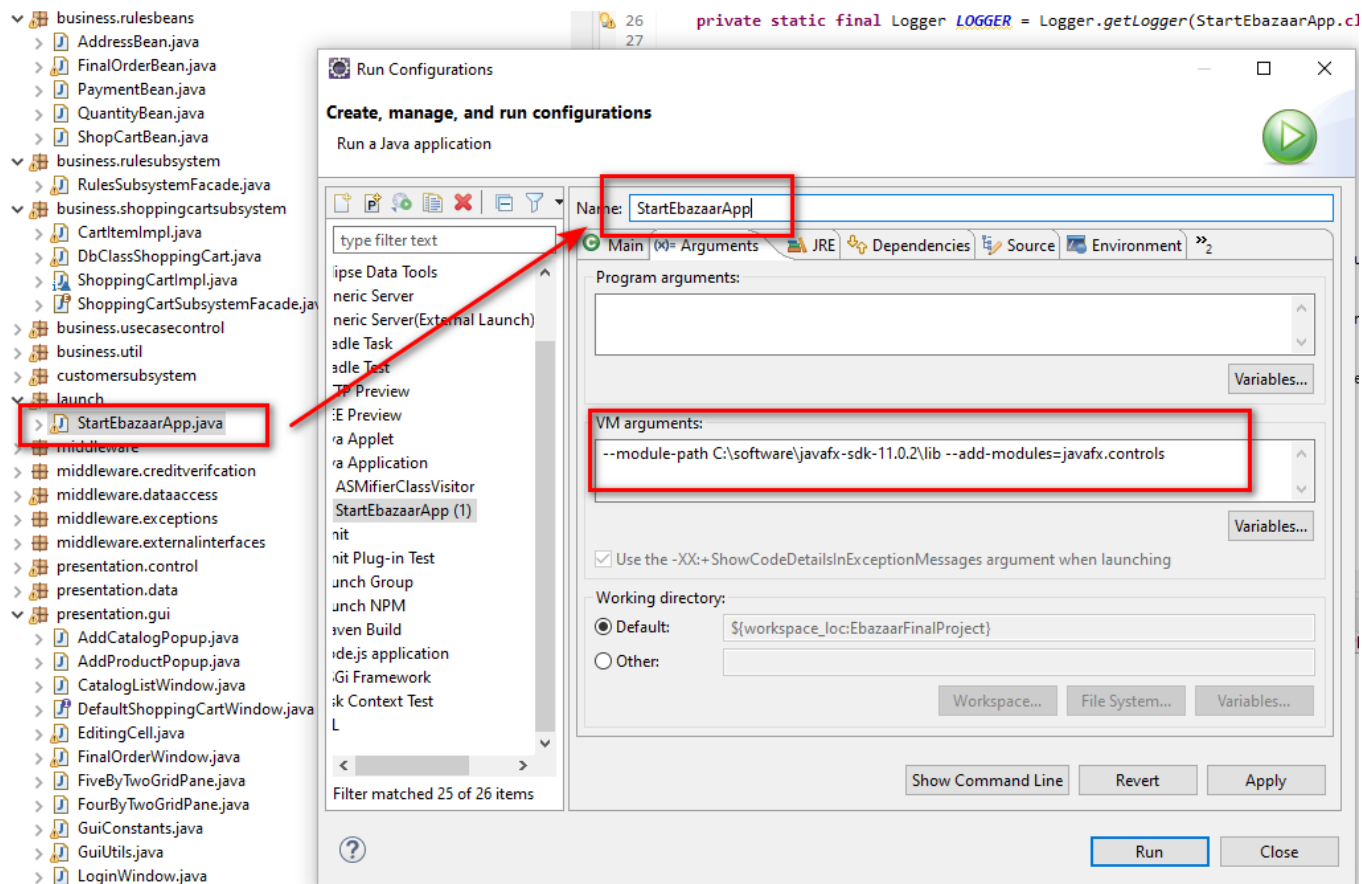 business.rulesbeans
AddressBean.java
FinalOrderBean.java
PaymentBean.java
QuantityBean.java
ShopCartBean.java
business.rulesubsystem
RulesSubsystemFacade.java
business.shoppingcartsubsystem
CartItemImpl.java
DbClassShoppingCart.java
ShoppingCartImpl.java
ShoppingCartSubsystemFacade.jav
business.usecasecontrol
business.util
customersubsystem
launch
StartEbazaarApp.java
middleware
middleware.creditverifcation
middleware.dataaccess
middleware.exceptions
middleware.externalinterfaces
presentation.control
presentation.data
presentation.gui
AddCatalogPopup.java
AddProductPopup.java
CatalogListWindow.java
DefaultShoppingCartWindow.java
EditingCell.java
FinalOrderWindow.java
FiveByTwoGridPane.java
FourByTwoGridPane.java
GuiConstants.java
GuiUtils.java
LoginWindow.java
26 private static final Logger LOGGER = Logger.getLogger(StartEbazaarApp.cl
27
Run Configurations
Create, manage, and run configurations
Run a Java application
type filter text
lipse Data Tools
neric Server
neric Server(External Launch)
adle Task
adle Test
TP Preview
EE Preview
va Applet
va Application
ASMifierClassVisitor
StartEbazaarApp (1)
nit
nit Plug-in Test
unch Group
unch NPM
aven Build
ode.js application
Gi Framework
sk Context Test
L
Filter matched 25 of 26 items
Name: StartEbazaarApp
Main (x)= Arguments JRE Dependencies Source Environment »2
Program arguments:
Variables...
VM arguments:
--module-path C:\software\javafx-sdk-11.0.2\lib --add-modules=javafx.controls
Variables...
Use the -XX:+ShowCodeDetailsInExceptionMessages argument when launching
Working directory:
Default: ${workspace_loc:EbazaarFinalProject}
Other:
Workspace... File System... Variables...
Show Command Line Revert Apply
Run Close